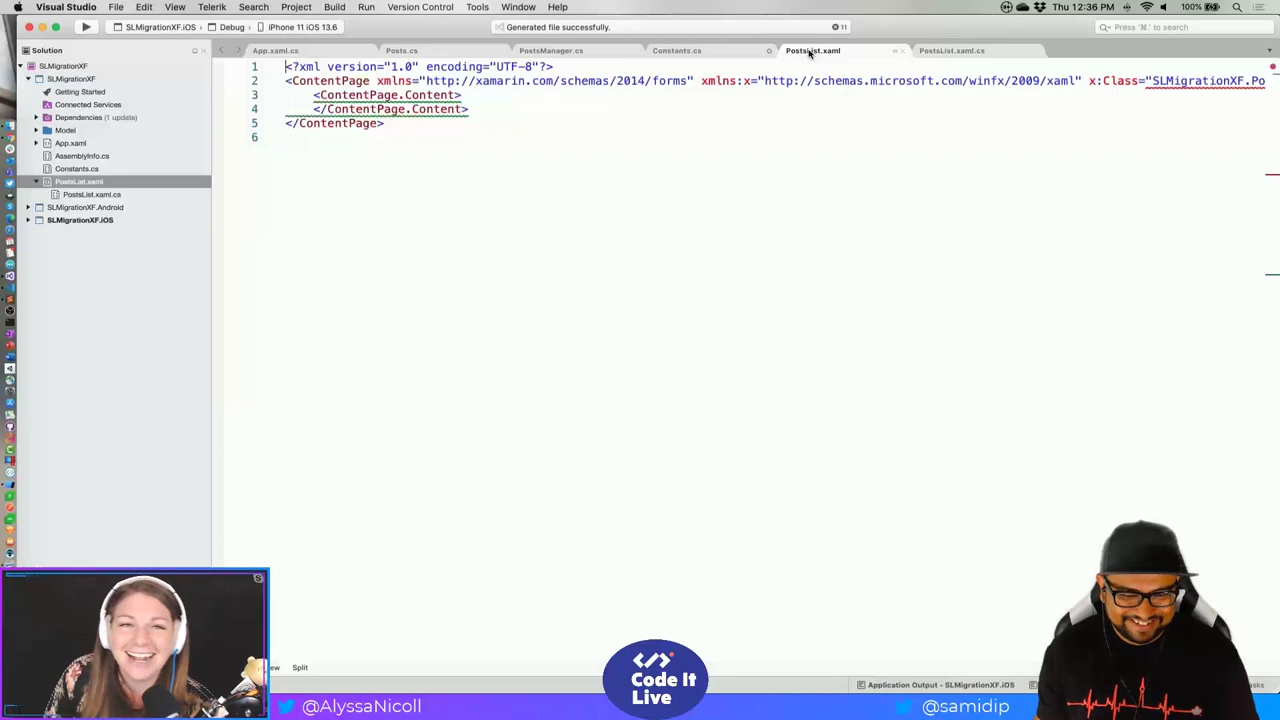 Visual Studio File Edit View Telerik Search Project Build Run Version Control Tools Window Help
100% Thu 12:36 PM
SLMigrationXF.iOS > Debug > iPhone 11 iOS 13.6
Generated file successfully.
11
Press '⌘.' to search
Solution
App.xaml.cs
Posts.cs
PostsManager.cs
Constants.cs
PostsList.xaml
PostsList.xaml.cs
SLMigrationXF
SLMigrationXF
Getting Started
Connected Services
Dependencies (1 update)
Model
App.xaml
AssemblyInfo.cs
Constants.cs
PostsList.xaml
PostsList.xaml.cs
SLMigrationXF.Android
SLMigrationXF.iOS
1 <?xml version="1.0" encoding="UTF-8"?>
2 <ContentPage xmlns="http://xamarin.com/schemas/2014/forms" xmlns:x="http://schemas.microsoft.com/winfx/2009/xaml" x:Class="SLMigrationXF.Po
3 <ContentPage.Content>
4 </ContentPage.Content>
5 </ContentPage>
6
Split
Application Output - SLMigrationXF.iOS
Code It
Live
@AlyssaNicoll
@samidip